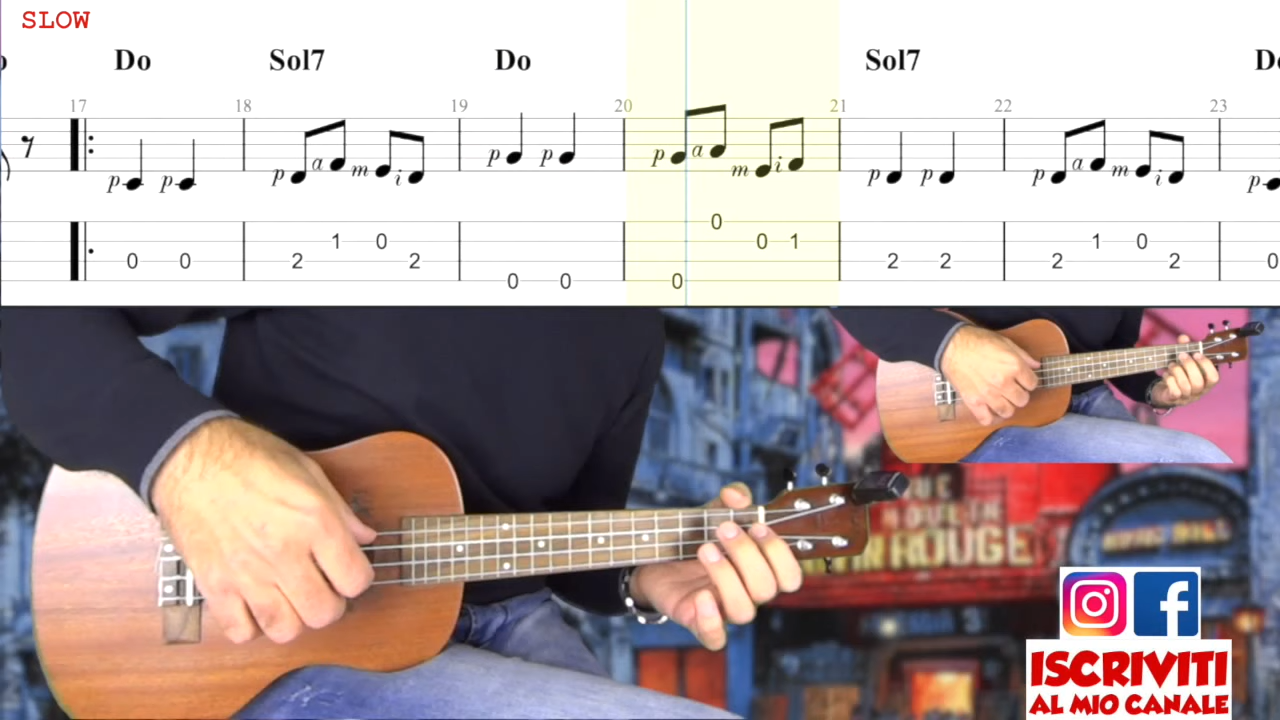 SLOW
Do Sol7 Do Sol7
17 18 19 20 21 22 23
p p p a m i p p p a m i p p p a m i p
0 0 2 1 0 2 0 0 0 0 0 1 2 2 2 1 0 2 0
ROUGE
ISCRIVITI
AL MIO CANALE